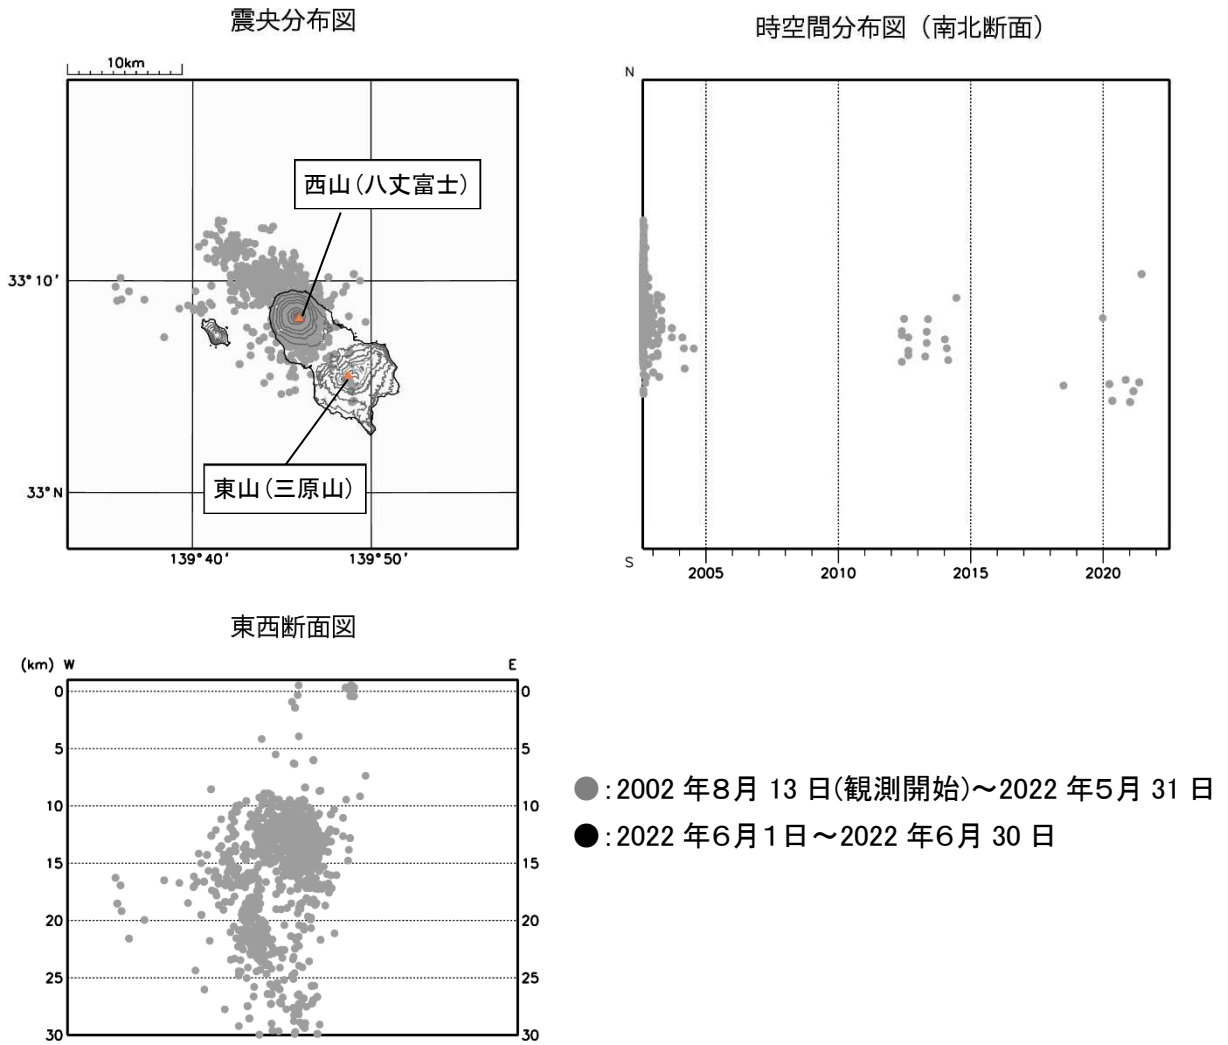 震央分布図
10km
西山(八丈富士)
33°10′
東山(三原山)
33°N
139°40′
139°50′
時空間分布図(南北断面)
N
S
2005
2010
2015
2020
東西断面図
(km) W
E
0
0
5
5
10
10
15
15
20
20
25
25
30
30
●:2002 年8月 13 日(観測開始)～2022 年5月 31 日
●:2022 年6月1日～2022 年6月 30 日